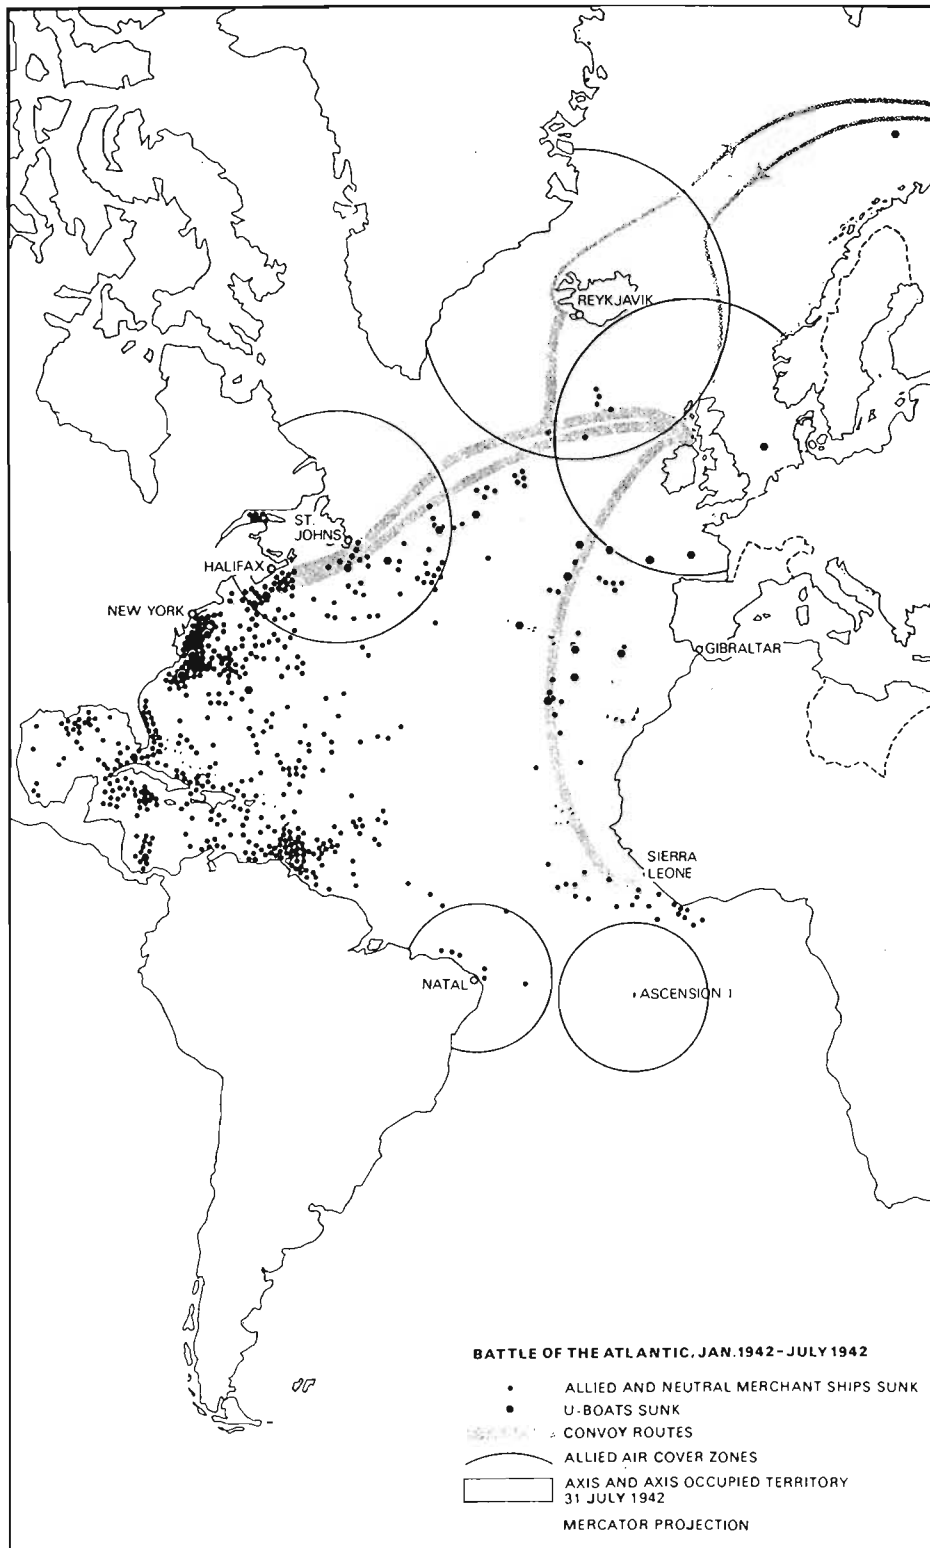 REYKJAVIK
ST.
JOHNS
HALIFAX
NEW YORK
GIBRALTAR
SIERRA
LEONE
NATAL
ASCENSION I
BATTLE OF THE ATLANTIC, JAN. 1942-JULY 1942
ALLIED AND NEUTRAL MERCHANT SHIPS SUNK
U-BOATS SUNK
CONVOY ROUTES
ALLIED AIR COVER ZONES
AXIS AND AXIS OCCUPIED TERRITORY
31 JULY 1942
MERCATOR PROJECTION